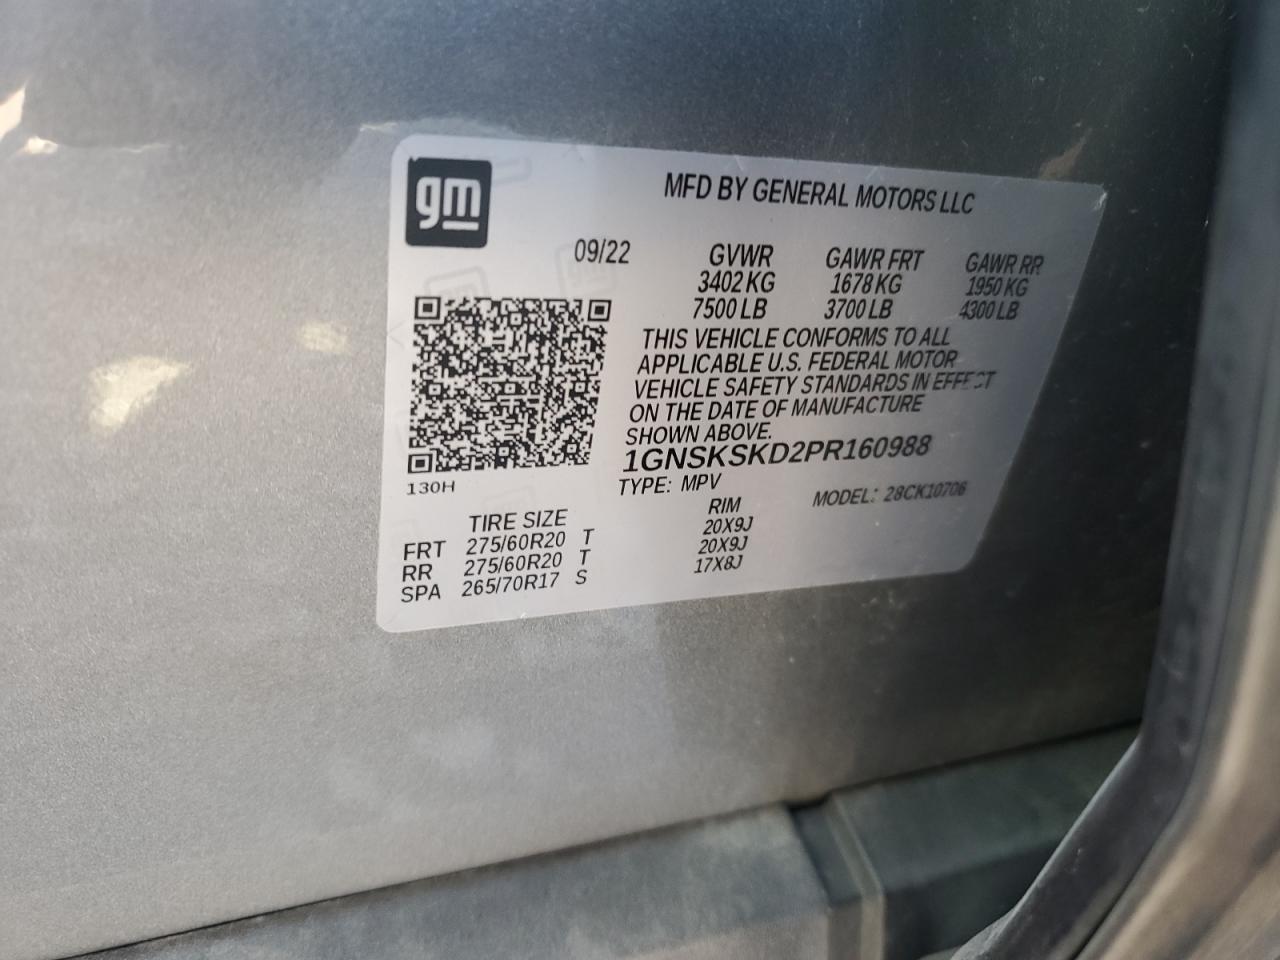 gm
MFD BY GENERAL MOTORS LLC
09/22 GVWR GAWR FRT GAWR RR
3402 KG 1678 KG 1950 KG
7500 LB 3700 LB 4300 LB
THIS VEHICLE CONFORMS TO ALL
APPLICABLE U.S. FEDERAL MOTOR
VEHICLE SAFETY STANDARDS IN EFFECT
ON THE DATE OF MANUFACTURE
SHOWN ABOVE.
1GNSKSKD2PR160988
130H
TYPE: MPV MODEL: 28CK10706
TIRE SIZE RIM
FRT 275/60R20 T 20X9J
RR 275/60R20 T 20X9J
SPA 265/70R17 S 17X8J